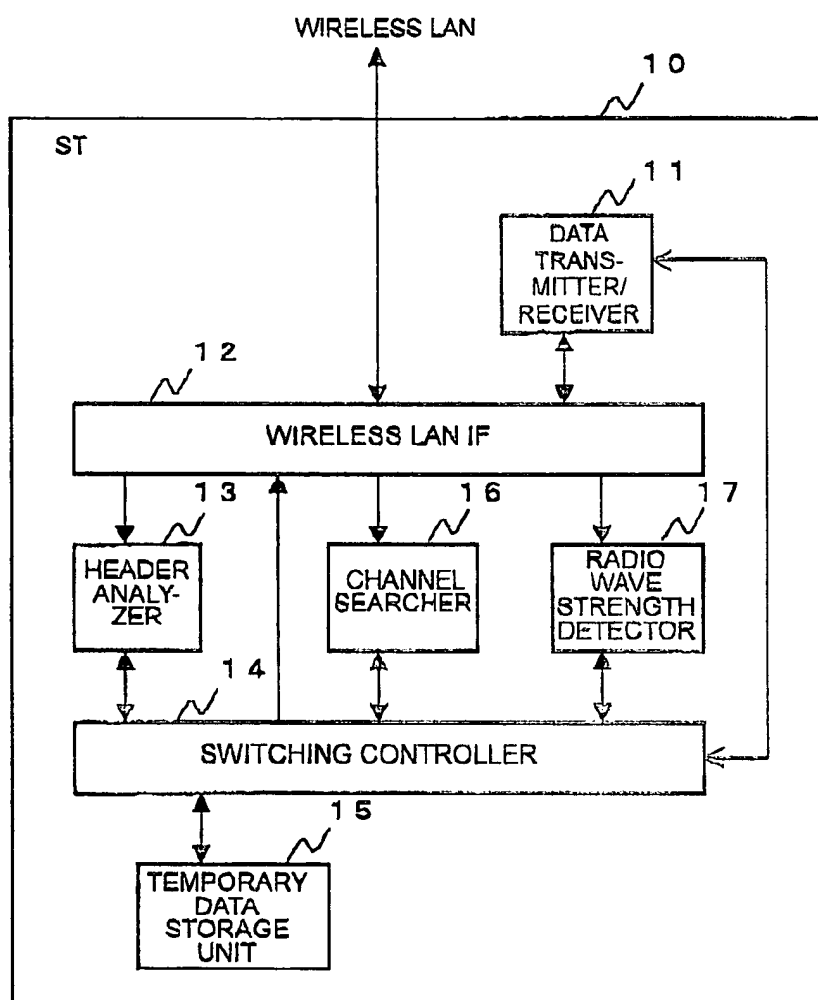 WIRELESS LAN
10
ST
11
DATA
TRANS-
MITTER/
RECEIVER
12
WIRELESS LAN IF
13
HEADER
ANALY-
ZER
16
CHANNEL
SEARCHER
17
RADIO
WAVE
STRENGTH
DETECTOR
14
SWITCHING CONTROLLER
15
TEMPORARY
DATA
STORAGE
UNIT